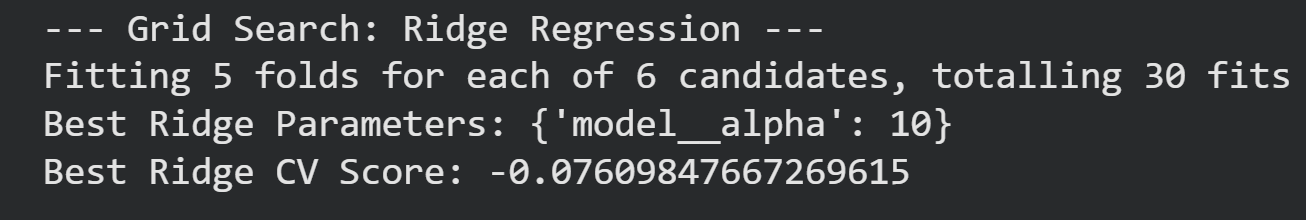 --- Grid Search: Ridge Regression ---
Fitting 5 folds for each of 6 candidates, totalling 30 fits
Best Ridge Parameters: {'model__alpha': 10}
Best Ridge CV Score: -0.07609847667269615